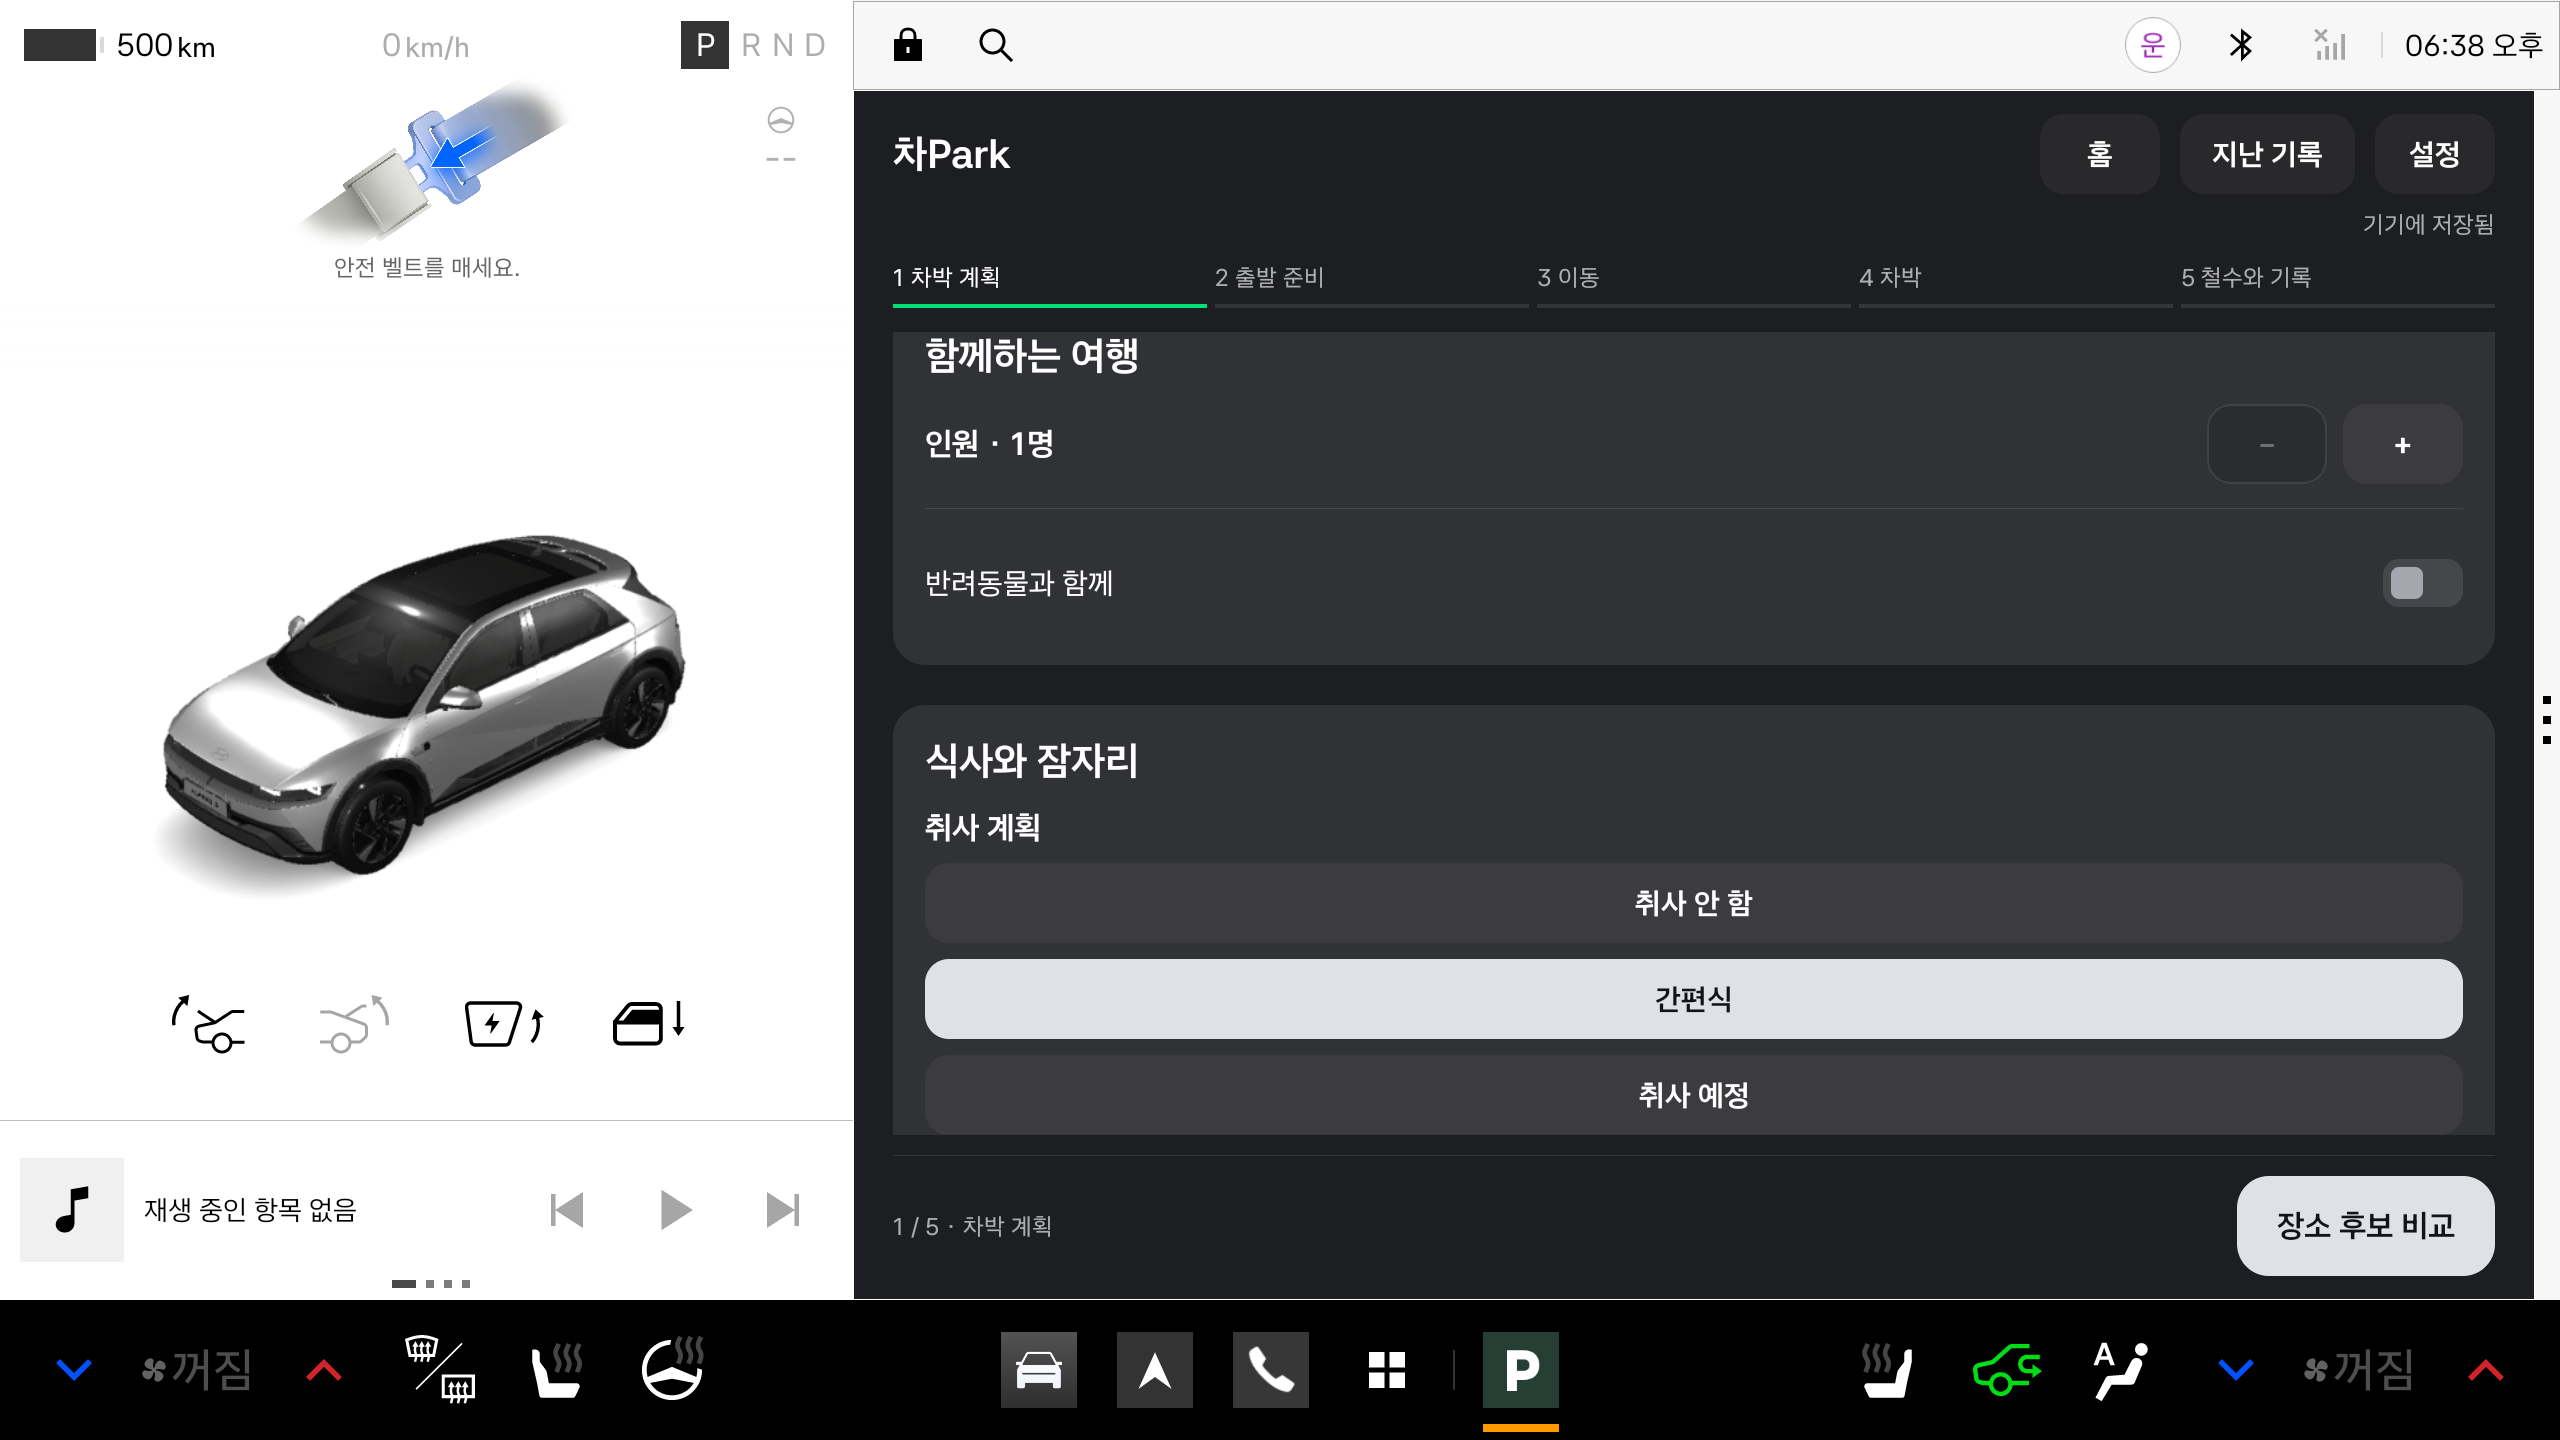 500 km
0 km/h
P R N D
운
06:38 오후
안전 벨트를 매세요.
차Park
홈
지난 기록
설정
기기에 저장됨
1 차박 계획
2 출발 준비
3 이동
4 차박
5 철수와 기록
함께하는 여행
인원 · 1명
−
+
반려동물과 함께
식사와 잠자리
취사 계획
취사 안 함
간편식
취사 예정
재생 중인 항목 없음
1 / 5 · 차박 계획
장소 후보 비교
꺼짐
P
A
꺼짐